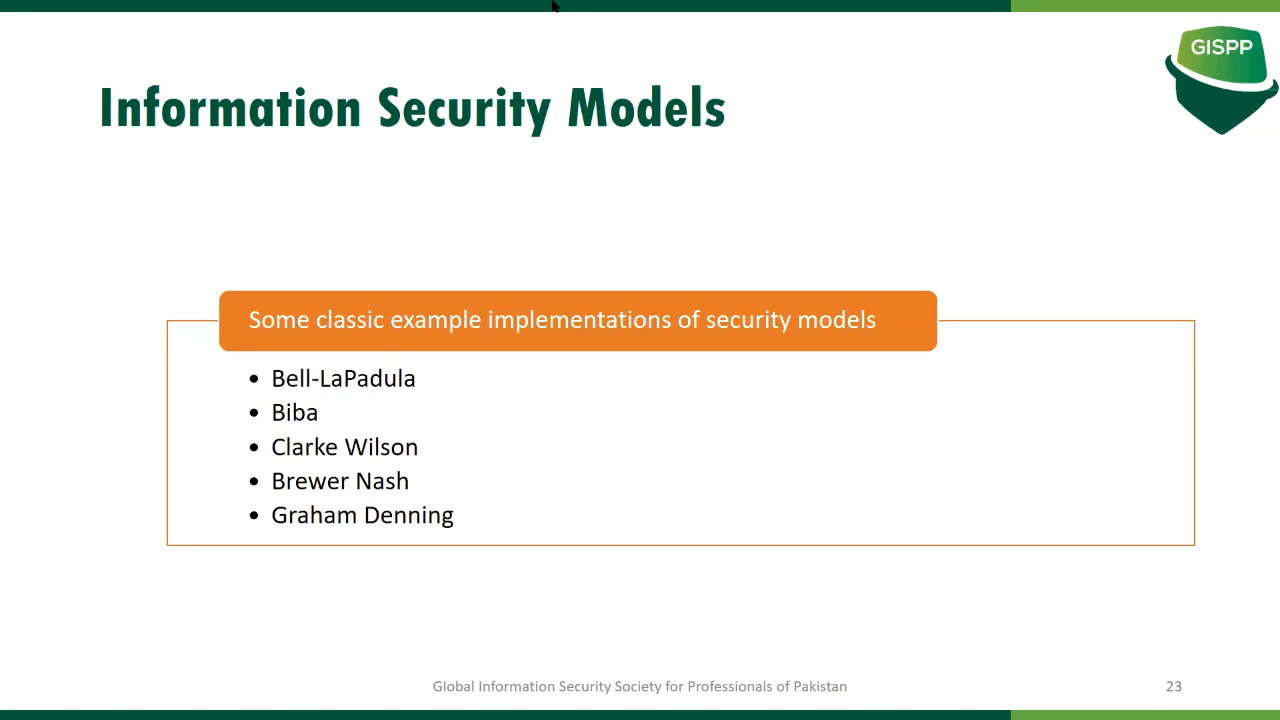 GISPP
Information Security Models
Some classic example implementations of security models
• Bell-LaPadula
• Biba
• Clarke Wilson
• Brewer Nash
• Graham Denning
Global Information Security Society for Professionals of Pakistan
23